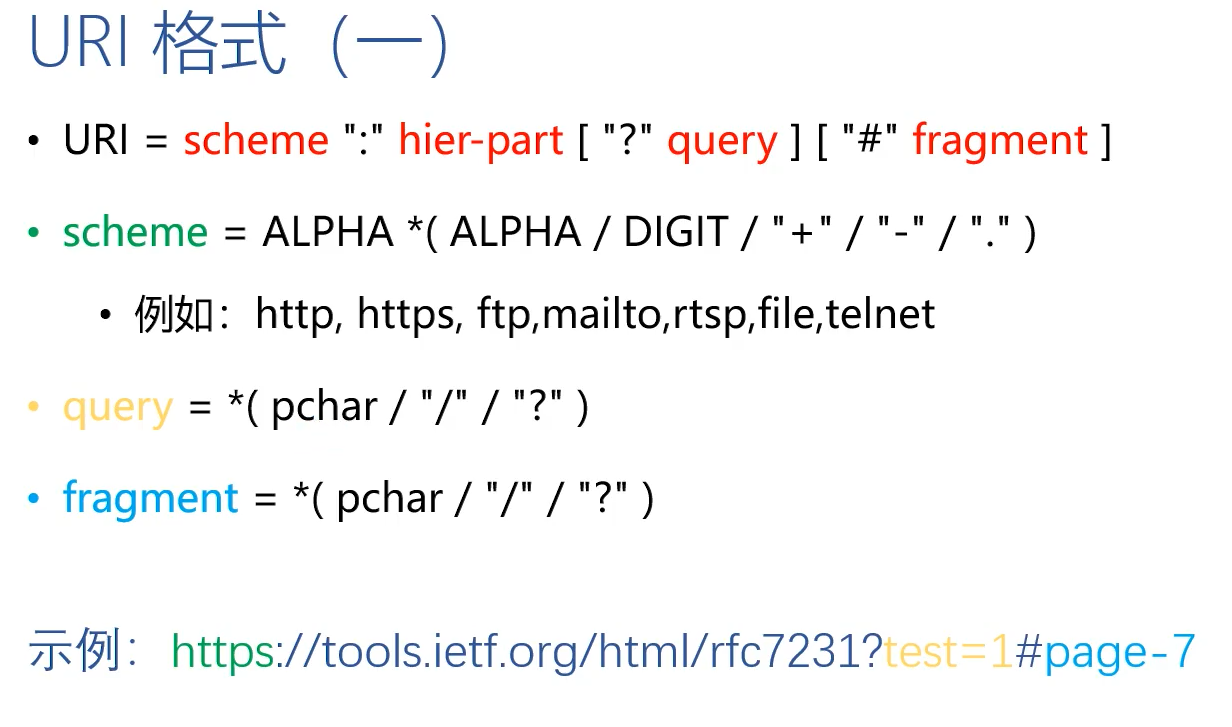 URI 格式（一）
• URI = scheme ":" hier-part [ "?" query ] [ "#" fragment ]
• scheme = ALPHA *( ALPHA / DIGIT / "+" / "-" / "." )
• 例如：http, https, ftp,mailto,rtsp,file,telnet
• query = *( pchar / "/" / "?" )
• fragment = *( pchar / "/" / "?" )
示例：https://tools.ietf.org/html/rfc7231?test=1#page-7